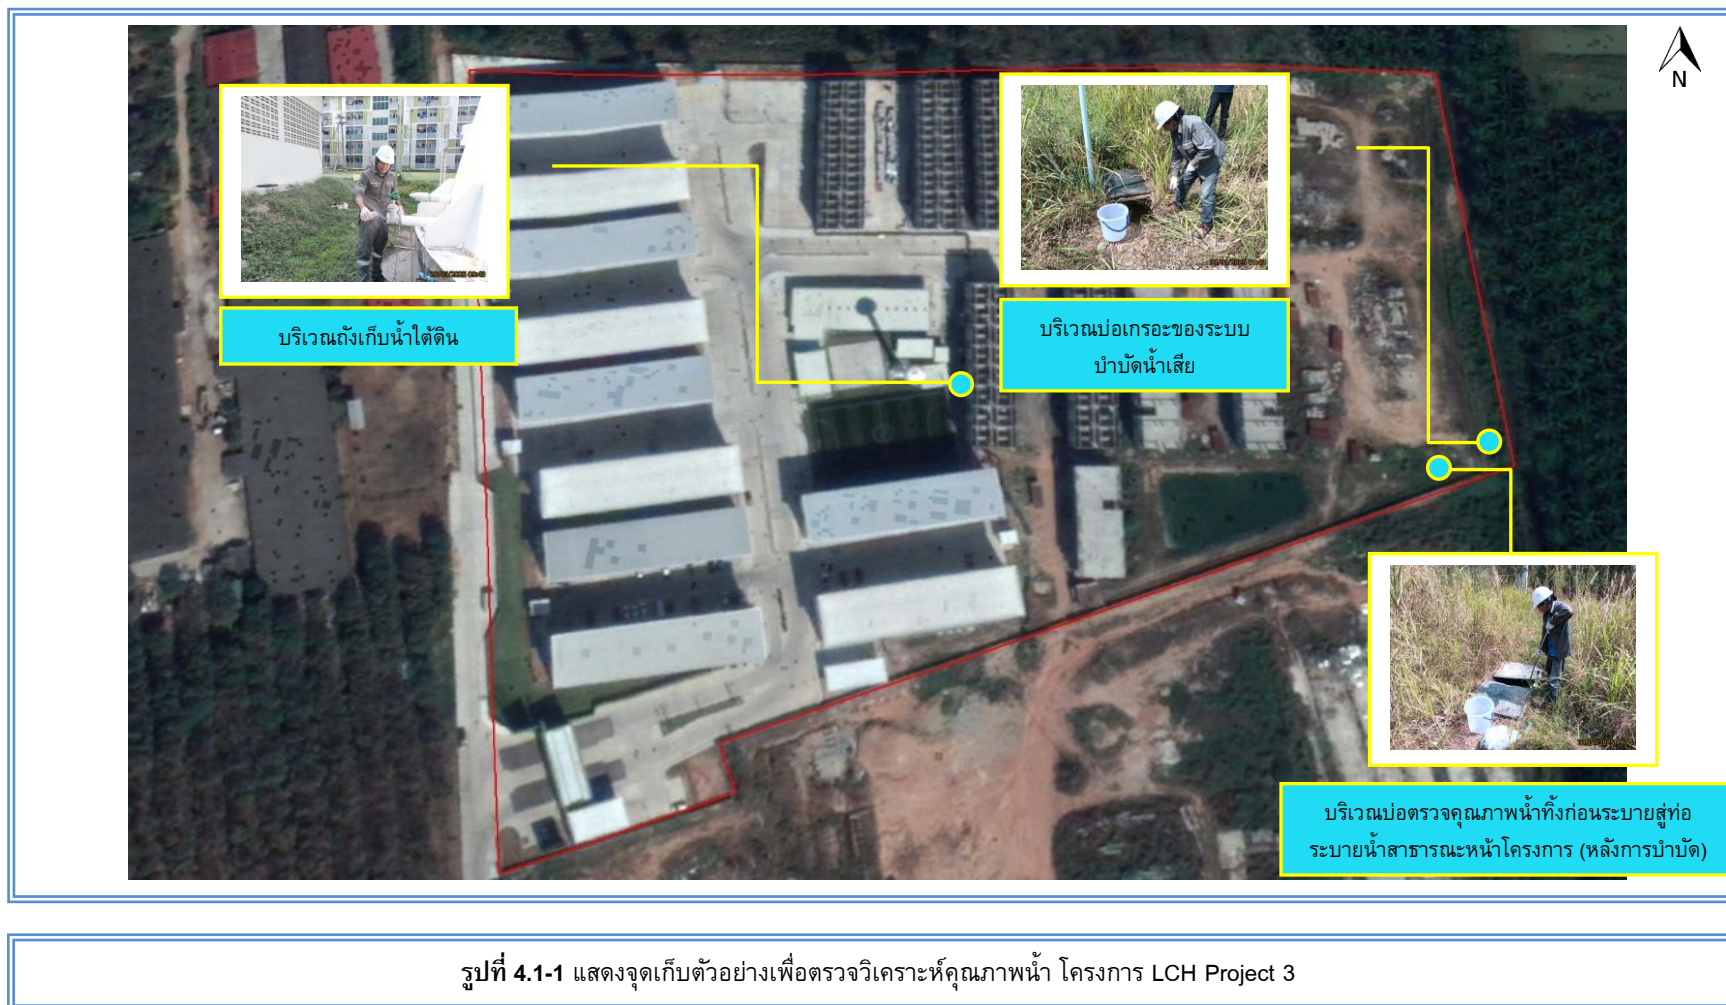 N
บริเวณถังเก็บน้ำใต้ดิน
บริเวณบ่อเกรอะของระบบ
บำบัดน้ำเสีย
บริเวณบ่อตรวจคุณภาพน้ำทิ้งก่อนระบายสู่ท่อ
ระบายน้ำสาธารณะหน้าโครงการ (หลังการบำบัด)
รูปที่ 4.1-1 แสดงจุดเก็บตัวอย่างเพื่อตรวจวิเคราะห์คุณภาพน้ำ โครงการ LCH Project 3